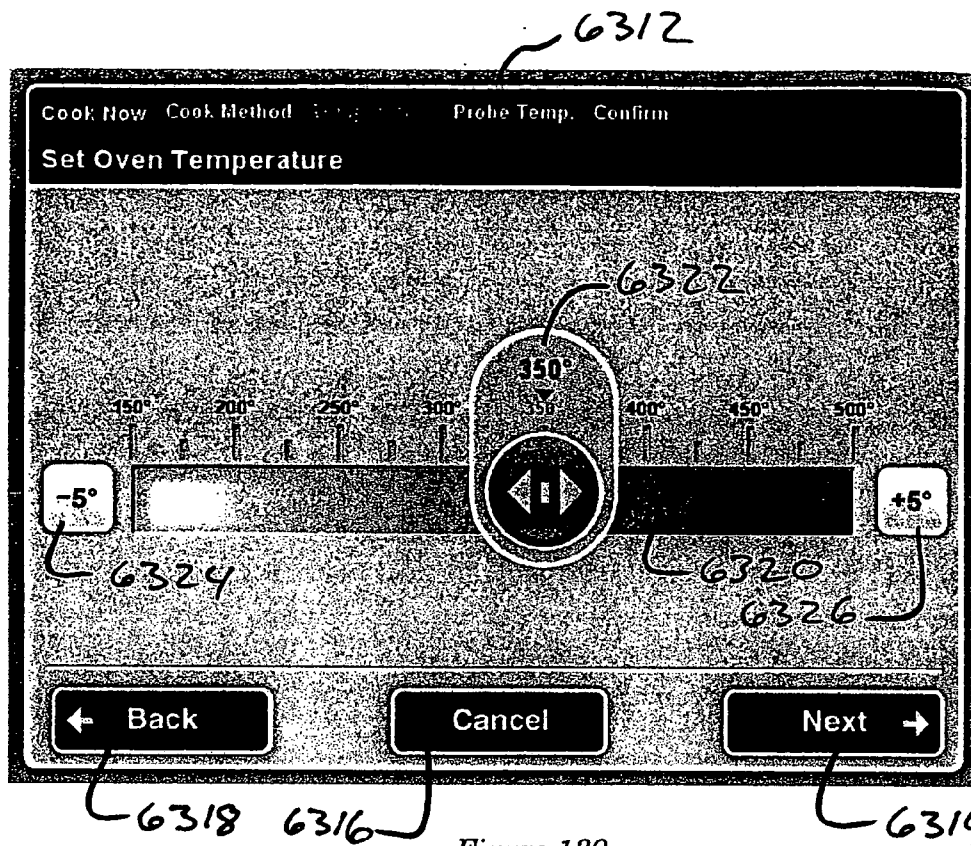 6312
Cook Now Cook Method Probe Temp. Confirm
Set Oven Temperature
6322
350°
150° 200° 250° 300° 350 400° 450° 500°
-5° +5°
6324 6320
6326
Back Cancel Next
6318 6316